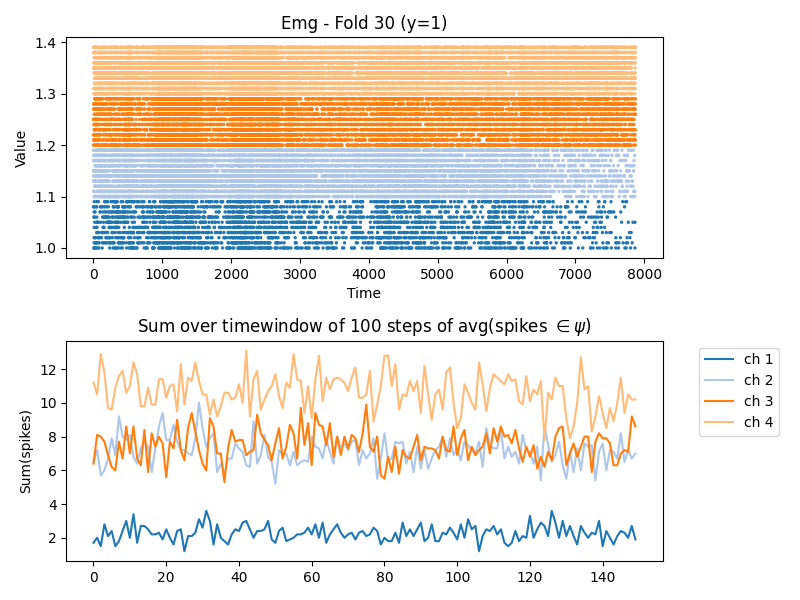 Emg - Fold 30 (y=1)
1.4
1.3
1.2
1.1
1.0
Value
0 1000 2000 3000 4000 5000 6000 7000 8000
Time
Sum over timewindow of 100 steps of avg(spikes ∈ ψ)
12
10
8
6
4
2
Sum(spikes)
0 20 40 60 80 100 120 140
ch 1
ch 2
ch 3
ch 4